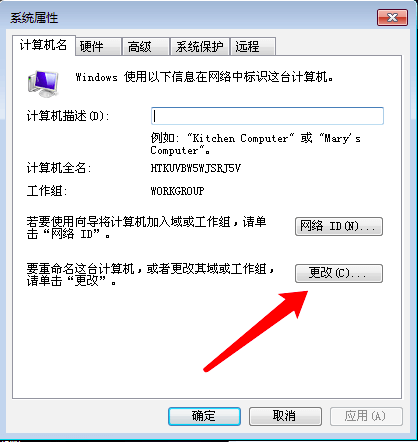 系统属性
计算机名 硬件 高级 系统保护 远程
Windows 使用以下信息在网络中标识这台计算机。
计算机描述(D):
例如: "Kitchen Computer" 或 "Mary's
Computer"。
计算机全名: HTKUVBW5WJSRJ5V
工作组: WORKGROUP
若要使用向导将计算机加入域或工作组，请单
击“网络 ID”。
网络 ID(N)...
要重命名这台计算机，或者更改其域或工作组，
请单击“更改”。
更改(C)...
确定 取消 应用(A)